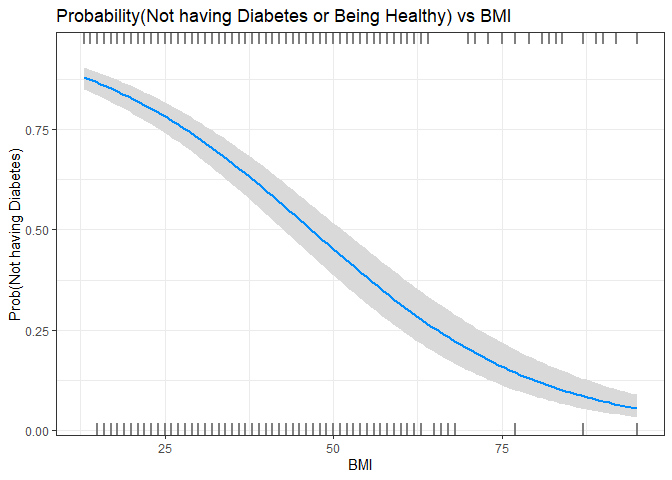 Probability(Not having Diabetes or Being Healthy) vs BMI
Prob(Not having Diabetes)
0.75
0.50
0.25
0.00
25
50
75
BMI